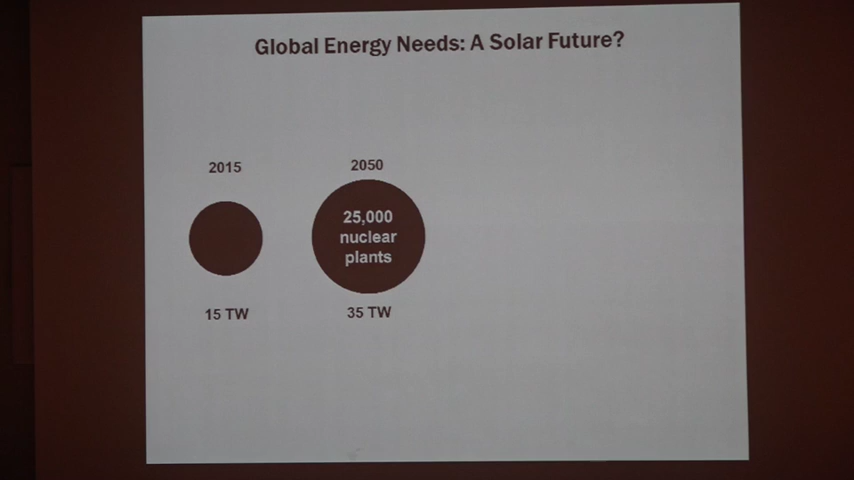 Global Energy Needs: A Solar Future?
2015
2050
25,000
nuclear
plants
15 TW
35 TW